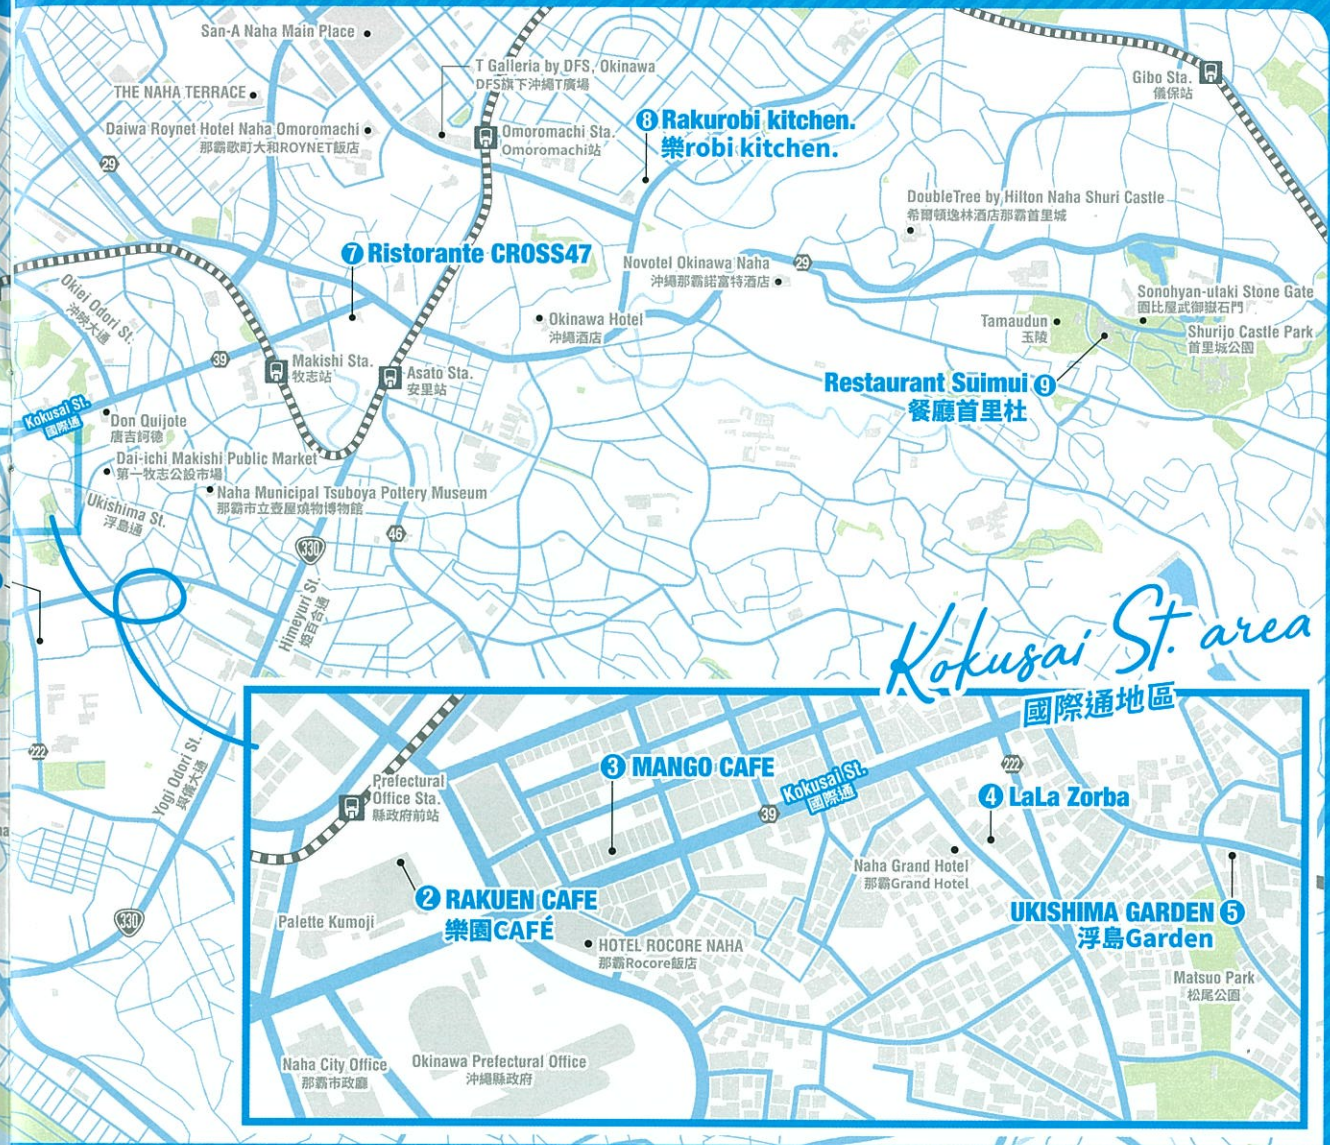 San-A Naha Main Place
T Galleria by DFS, Okinawa
DFS旗下沖繩T廣場
THE NAHA TERRACE
Daiwa Roynet Hotel Naha Omoromachi
那霸歌町大和ROYNET飯店
Omoromachi Sta.
Omoromachi站
❽ Rakurobi kitchen.
樂robi kitchen.
Gibo Sta.
儀保站
29
DoubleTree by Hilton Naha Shuri Castle
希爾頓逸林酒店那霸首里城
❼ Ristorante CROSS47
Novotel Okinawa Naha
沖繩那霸諾富特酒店
29
Okiei Odori St.
沖映大通
Okinawa Hotel
沖繩酒店
Sonohyan-utaki Stone Gate
園比屋武御嶽石門
Tamaudun
玉陵
Shurijo Castle Park
首里城公園
39
Makishi Sta.
牧志站
Asato Sta.
安里站
Restaurant Suimui ❾
餐廳首里杜
Kokusai St.
國際通
Don Quijote
唐吉訶德
Dai-ichi Makishi Public Market
第一牧志公設市場
Naha Municipal Tsuboya Pottery Museum
那霸市立壺屋燒物博物館
Ukishima St.
浮島通
330
46
Himeyuri St.
姬百合通
222
Yogi Odori St.
與儀大通
330
Kokusai St. area
國際通地區
Prefectural
Office Sta.
縣政府前站
❸ MANGO CAFE
Kokusai St.
國際通
39
222
❹ LaLa Zorba
Naha Grand Hotel
那霸Grand Hotel
❷ RAKUEN CAFE
樂園CAFÉ
UKISHIMA GARDEN ❺
浮島Garden
Palette Kumoji
HOTEL ROCORE NAHA
那霸Rocore飯店
Matsuo Park
松尾公園
Naha City Office
那霸市政廳
Okinawa Prefectural Office
沖繩縣政府